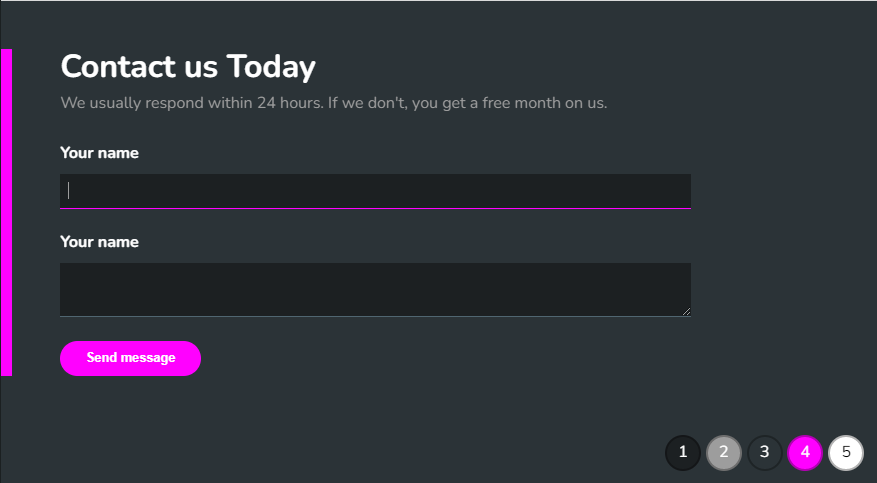 Contact us Today
We usually respond within 24 hours. If we don't, you get a free month on us.
Your name
Your name
Send message
1 2 3 4 5